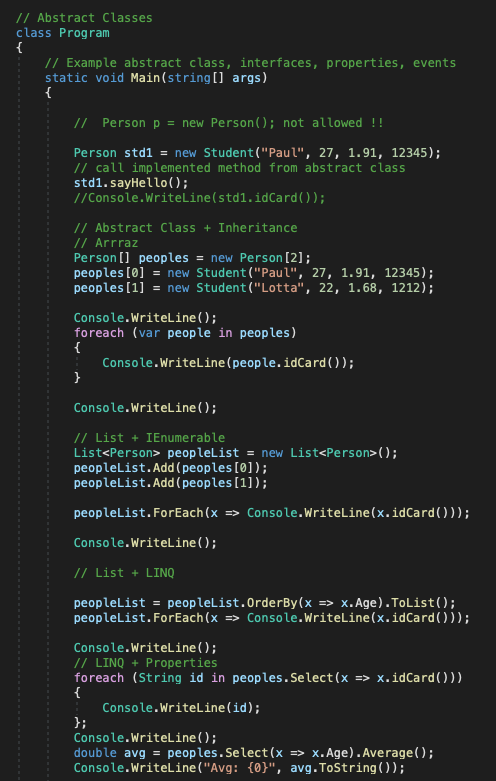 // Abstract Classes
class Program
{
// Example abstract class, interfaces, properties, events
static void Main(string[] args)
{
//  Person p = new Person(); not allowed !!
Person std1 = new Student("Paul", 27, 1.91, 12345);
// call implemented method from abstract class
std1.sayHello();
//Console.WriteLine(std1.idCard());
// Abstract Class + Inheritance
// Arrraz
Person[] peoples = new Person[2];
peoples[0] = new Student("Paul", 27, 1.91, 12345);
peoples[1] = new Student("Lotta", 22, 1.68, 1212);
Console.WriteLine();
foreach (var people in peoples)
{
Console.WriteLine(people.idCard());
}
Console.WriteLine();
// List + IEnumerable
List<Person> peopleList = new List<Person>();
peopleList.Add(peoples[0]);
peopleList.Add(peoples[1]);
peopleList.ForEach(x => Console.WriteLine(x.idCard()));
Console.WriteLine();
// List + LINQ
peopleList = peopleList.OrderBy(x => x.Age).ToList();
peopleList.ForEach(x => Console.WriteLine(x.idCard()));
Console.WriteLine();
// LINQ + Properties
foreach (String id in peoples.Select(x => x.idCard()))
{
Console.WriteLine(id);
};
Console.WriteLine();
double avg = peoples.Select(x => x.Age).Average();
Console.WriteLine("Avg: {0}", avg.ToString());